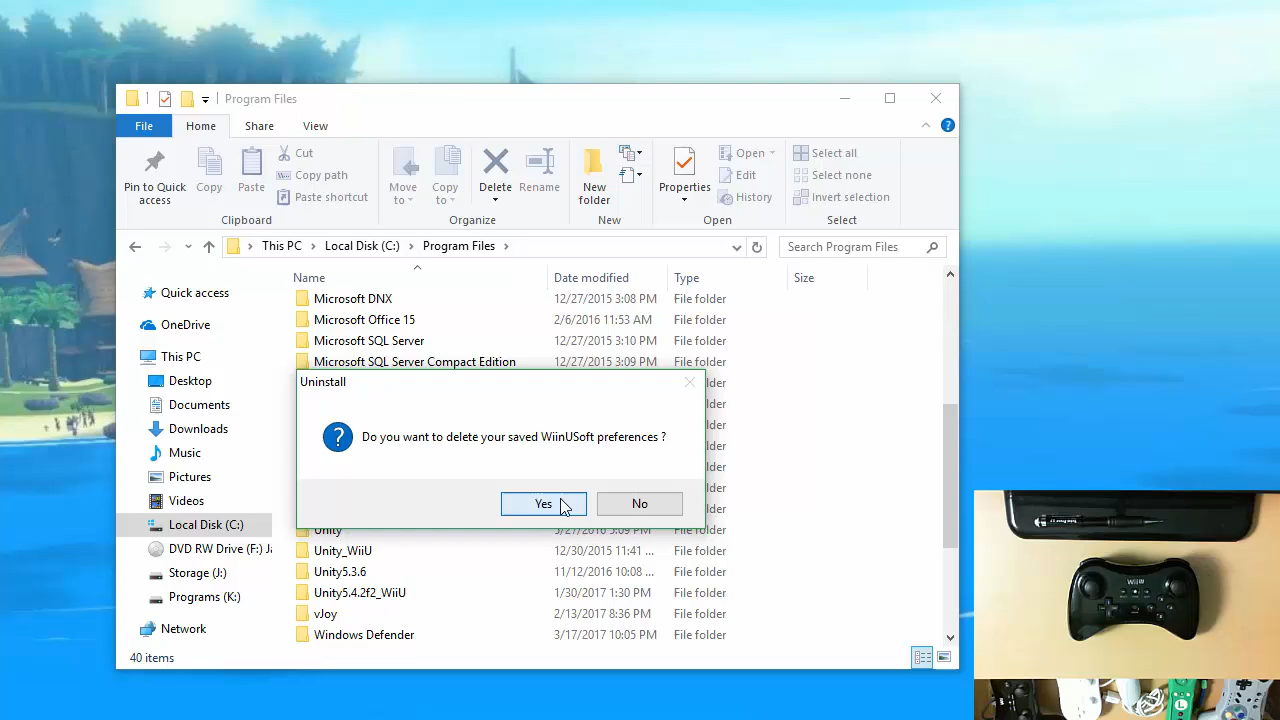 Program Files
File Home Share View
Pin to Quick access
Copy
Paste
Cut
Copy path
Paste shortcut
Clipboard
Move to
Copy to
Delete
Rename
Organize
New folder
New
Properties
Open
Edit
History
Open
Select all
Select none
Invert selection
Select
This PC > Local Disk (C:) > Program Files >
Search Program Files
Name Date modified Type Size
Quick access
OneDrive
This PC
Desktop
Documents
Downloads
Music
Pictures
Videos
Local Disk (C:)
DVD RW Drive (F:) Ja
Storage (J:)
Programs (K:)
Network
Microsoft DNX 12/27/2015 3:08 PM File folder
Microsoft Office 15 2/6/2016 11:53 AM File folder
Microsoft SQL Server 12/27/2015 3:10 PM File folder
Microsoft SQL Server Compact Edition 12/27/2015 3:09 PM File folder
Uninstall
Do you want to delete your saved WiinUSoft preferences ?
Yes No
Unity 3/27/2016 5:03 PM File folder
Unity_WiiU 12/30/2015 11:41 ... File folder
Unity5.3.6 11/12/2016 10:08 ... File folder
Unity5.4.2f2_WiiU 1/30/2017 1:30 PM File folder
vJoy 2/13/2017 8:36 PM File folder
Windows Defender 3/17/2017 10:05 PM File folder
40 items
WiiU
L